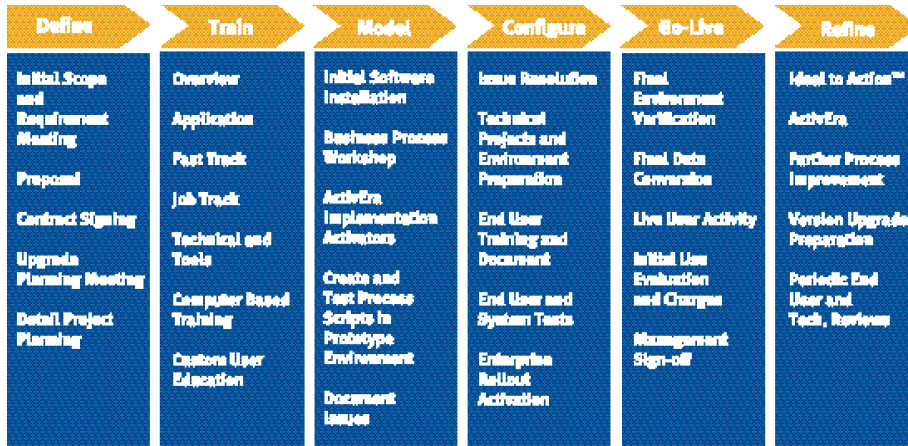 Define
Initial Scope
and
Requirement
Meeting
Proposal
Contract Signing
Upgrade
Planning Meeting
Detail Project
Planning
Train
Overview
Application
Fast Track
Job Track
Technical and
Tools
Computer Based
Training
Custom User
Education
Model
Initial Software
Installation
Business Process
Workshop
ActivEra
Implementation
Activators
Create and
Test Process
Scripts in
Prototype
Environment
Document
Issues
Configure
Issue Resolution
Technical
Projects and
Environment
Preparation
End User
Training and
Document
End User and
System Tests
Enterprise
Rollout
Activation
Go-Live
Final
Environment
Verification
Final Data
Conversion
Live User Activity
Initial Use
Evaluation
and Changes
Management
Sign-off
Refine
Ideal to Action™
ActivEra
Further Process
Improvement
Version Upgrade
Preparation
Periodic End
User and
Tech. Reviews